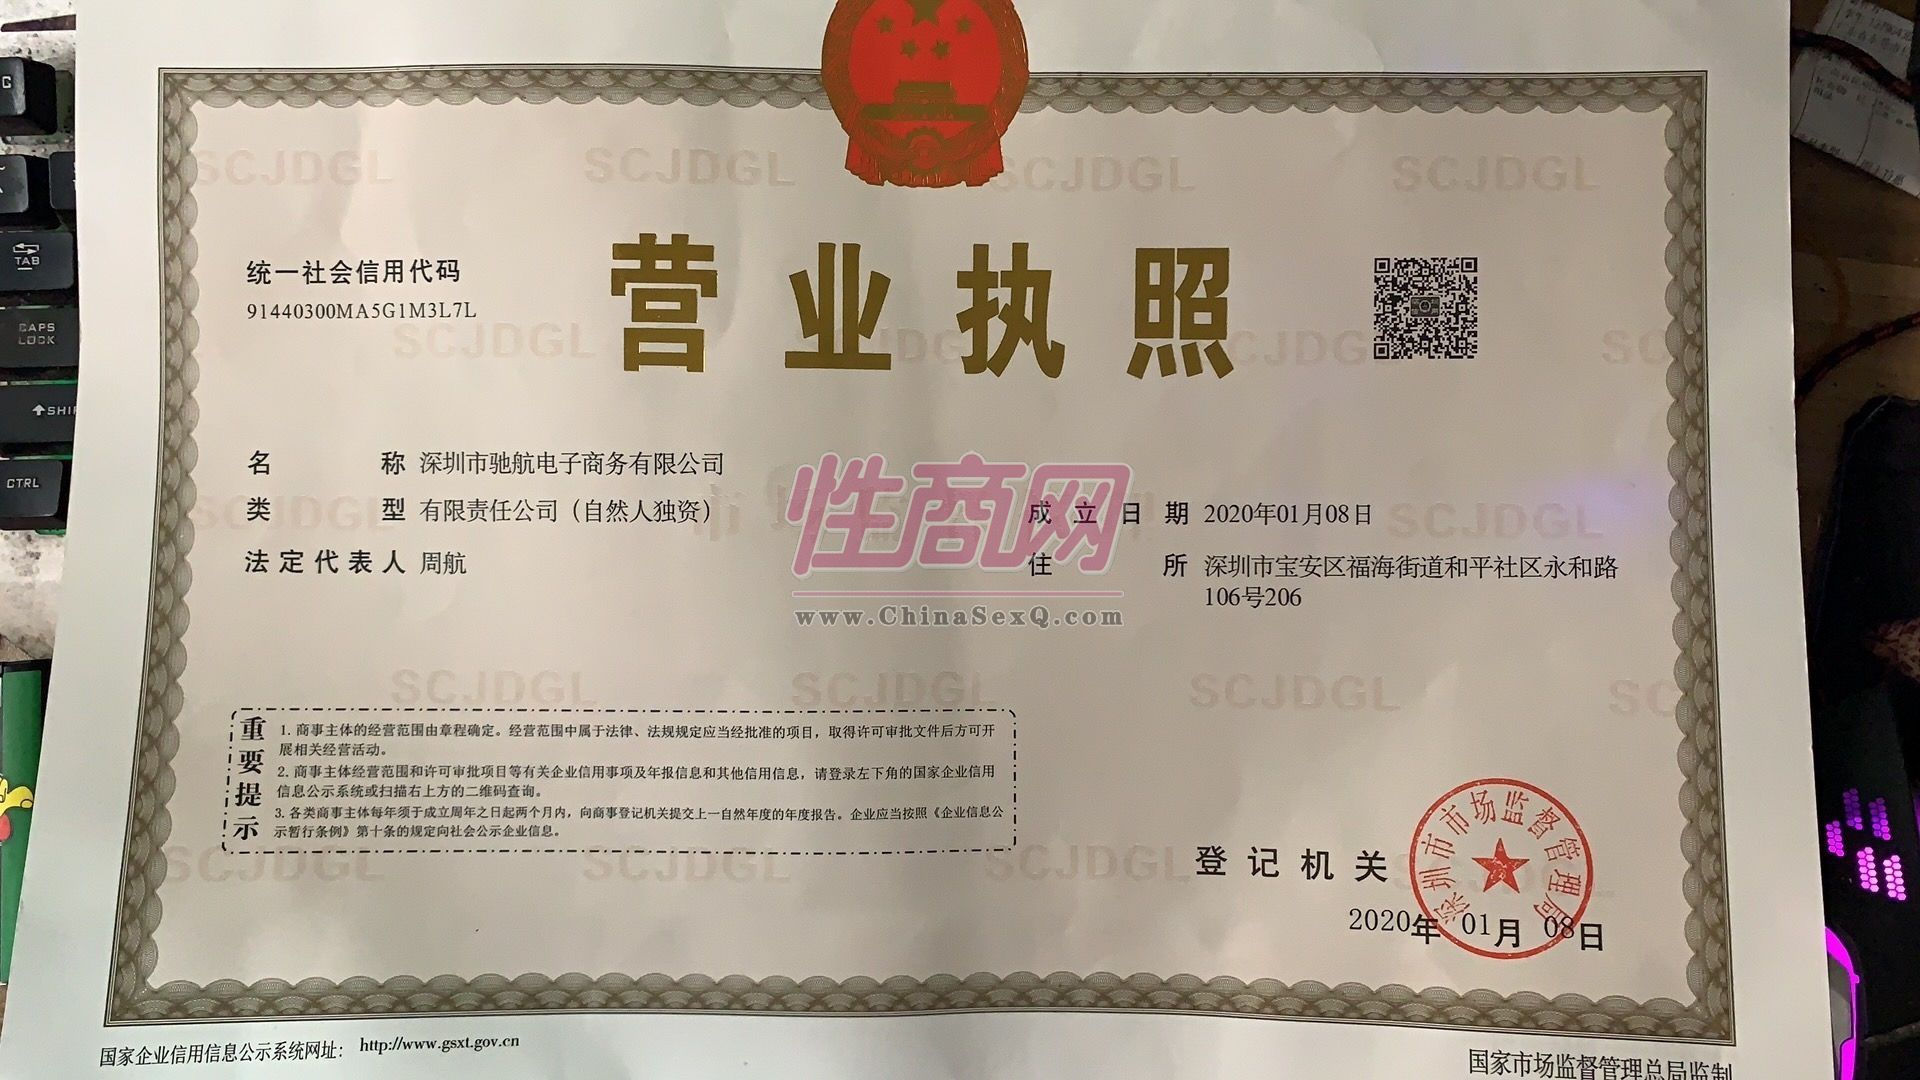 统一社会信用代码
91440300MA5G1M3L7L
营业执照
名称 深圳市驰航电子商务有限公司
类型 有限责任公司（自然人独资）
法定代表人 周航
成立日期 2020年01月08日
住所 深圳市宝安区福海街道和平社区永和路
106号206
性商网
www.ChinaSexQ.com
重要提示
1. 商事主体的经营范围由章程确定。经营范围中属于法律、法规规定应当经批准的项目，取得许可审批文件后方可开
展相关经营活动。
2. 商事主体经营范围和许可审批项目等有关企业信用事项及年报信息和其他信用信息，请登录左下角的国家企业信用
信息公示系统或扫描右上方的二维码查询。
3. 各类商事主体每年须于成立周年之日起两个月内，向商事登记机关提交上一自然年度的年度报告。企业应当按照《企业信息公
示暂行条例》第十条的规定向社会公示企业信息。
登记机关
深圳市市场监督管理局
2020年01月08日
国家企业信用信息公示系统网址： http://www.gsxt.gov.cn
国家市场监督管理总局监制
SCJDGL SCJDGL SCJDGL SCJDGL
TAB
CAPS
LOCK
CTRL